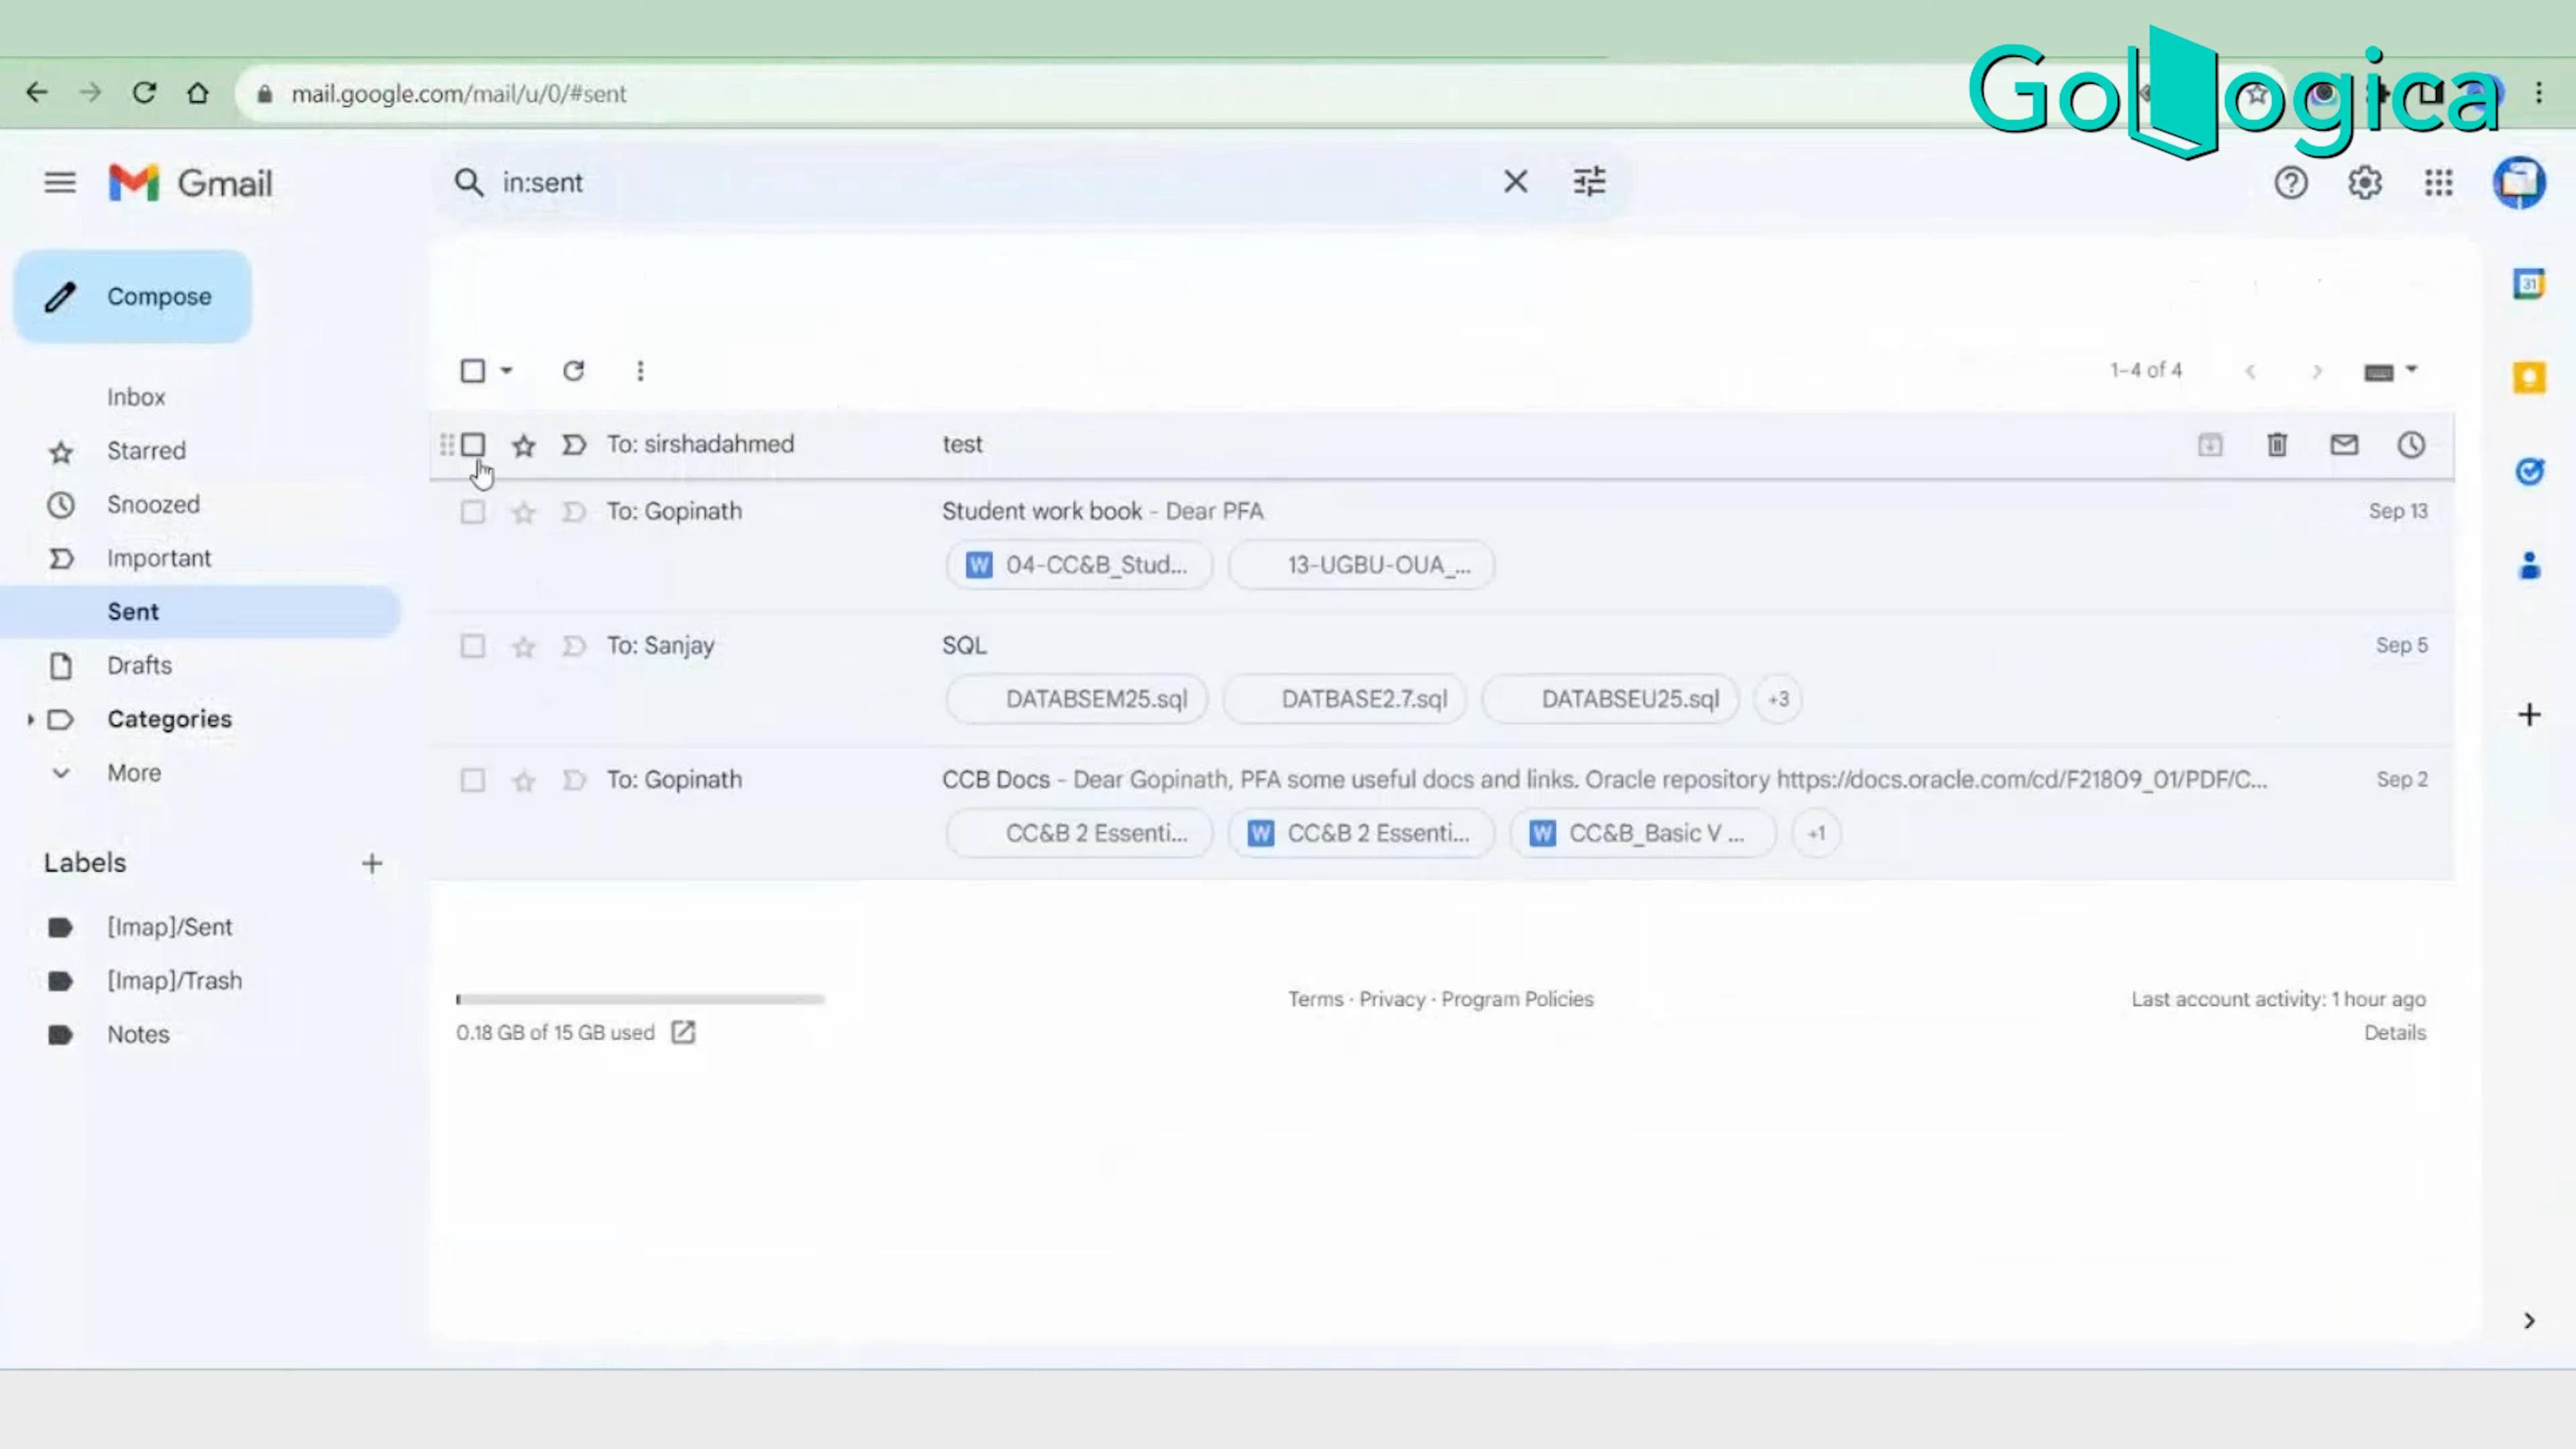 GoLogica
mail.google.com/mail/u/0/#sent
Gmail
in:sent
Compose
31
Inbox
1–4 of 4
Starred
To: sirshadahmed test
Snoozed
To: Gopinath Student work book - Dear PFA Sep 13
Important
W 04-CC&B_Stud... 13-UGBU-OUA_...
Sent
To: Sanjay SQL Sep 5
Drafts
DATABSEM25.sql DATBASE2.7.sql DATABSEU25.sql +3
Categories
More
To: Gopinath CCB Docs - Dear Gopinath, PFA some useful docs and links. Oracle repository https://docs.oracle.com/cd/F21809_01/PDF/C... Sep 2
CC&B 2 Essenti... W CC&B 2 Essenti... W CC&B_Basic V ... +1
Labels
[Imap]/Sent
[Imap]/Trash
Notes
Terms · Privacy · Program Policies
Last account activity: 1 hour ago
0.18 GB of 15 GB used
Details